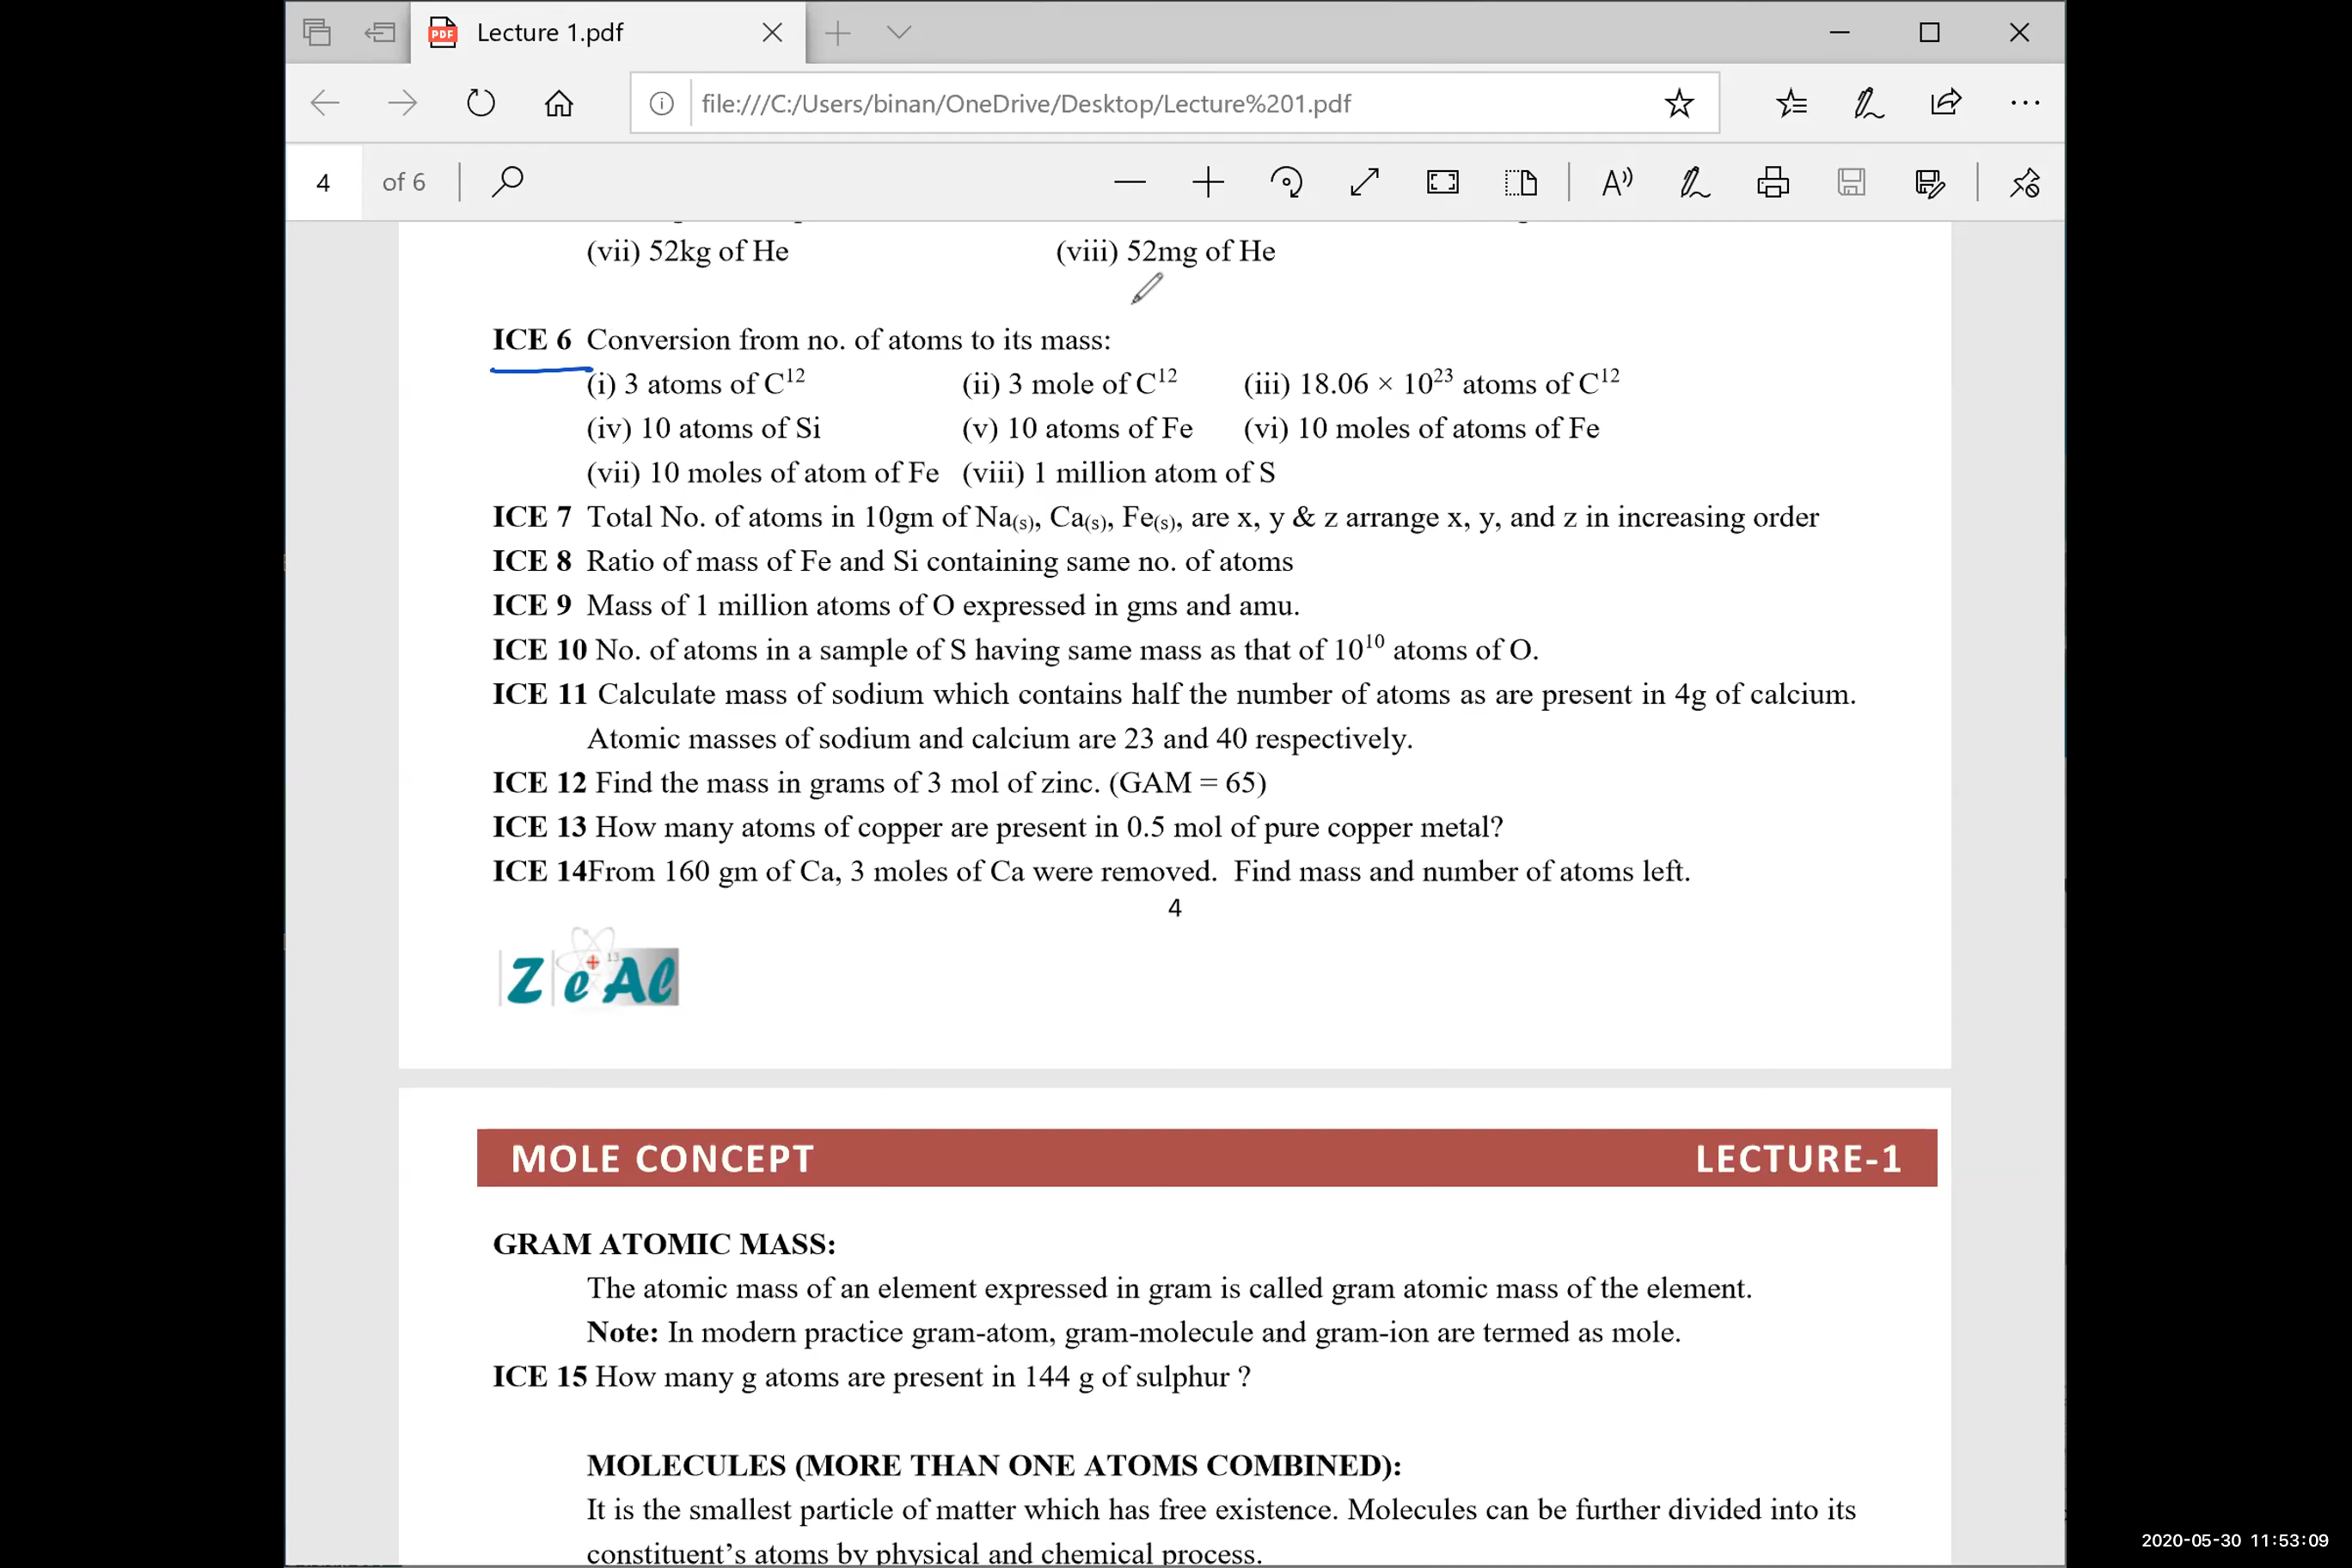 Lecture 1.pdf
file:///C:/Users/binan/OneDrive/Desktop/Lecture%201.pdf
4 of 6
(vii) 52kg of He (viii) 52mg of He
ICE 6 Conversion from no. of atoms to its mass:
(i) 3 atoms of C¹² (ii) 3 mole of C¹² (iii) 18.06 × 10²³ atoms of C¹²
(iv) 10 atoms of Si (v) 10 atoms of Fe (vi) 10 moles of atoms of Fe
(vii) 10 moles of atom of Fe (viii) 1 million atom of S
ICE 7 Total No. of atoms in 10gm of Na(s), Ca(s), Fe(s), are x, y & z arrange x, y, and z in increasing order
ICE 8 Ratio of mass of Fe and Si containing same no. of atoms
ICE 9 Mass of 1 million atoms of O expressed in gms and amu.
ICE 10 No. of atoms in a sample of S having same mass as that of 10¹⁰ atoms of O.
ICE 11 Calculate mass of sodium which contains half the number of atoms as are present in 4g of calcium.
Atomic masses of sodium and calcium are 23 and 40 respectively.
ICE 12 Find the mass in grams of 3 mol of zinc. (GAM = 65)
ICE 13 How many atoms of copper are present in 0.5 mol of pure copper metal?
ICE 14From 160 gm of Ca, 3 moles of Ca were removed. Find mass and number of atoms left.
4
ZeAl 13
MOLE CONCEPT LECTURE-1
GRAM ATOMIC MASS:
The atomic mass of an element expressed in gram is called gram atomic mass of the element.
Note: In modern practice gram-atom, gram-molecule and gram-ion are termed as mole.
ICE 15 How many g atoms are present in 144 g of sulphur ?
MOLECULES (MORE THAN ONE ATOMS COMBINED):
It is the smallest particle of matter which has free existence. Molecules can be further divided into its
constituent's atoms by physical and chemical process.
2020-05-30 11:53:09